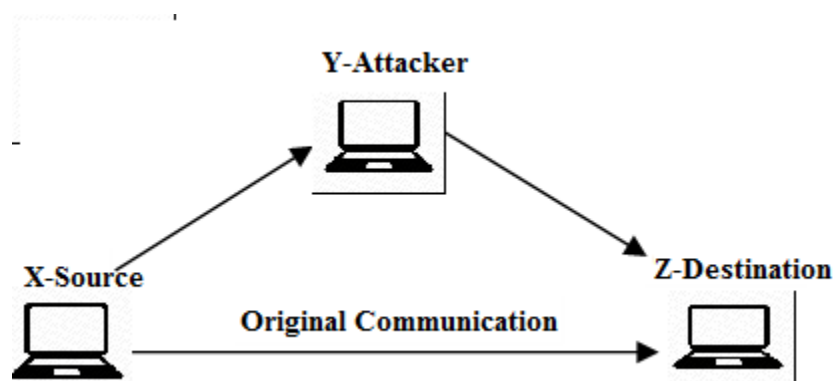 Y-Attacker
X-Source
Z-Destination
Original Communication